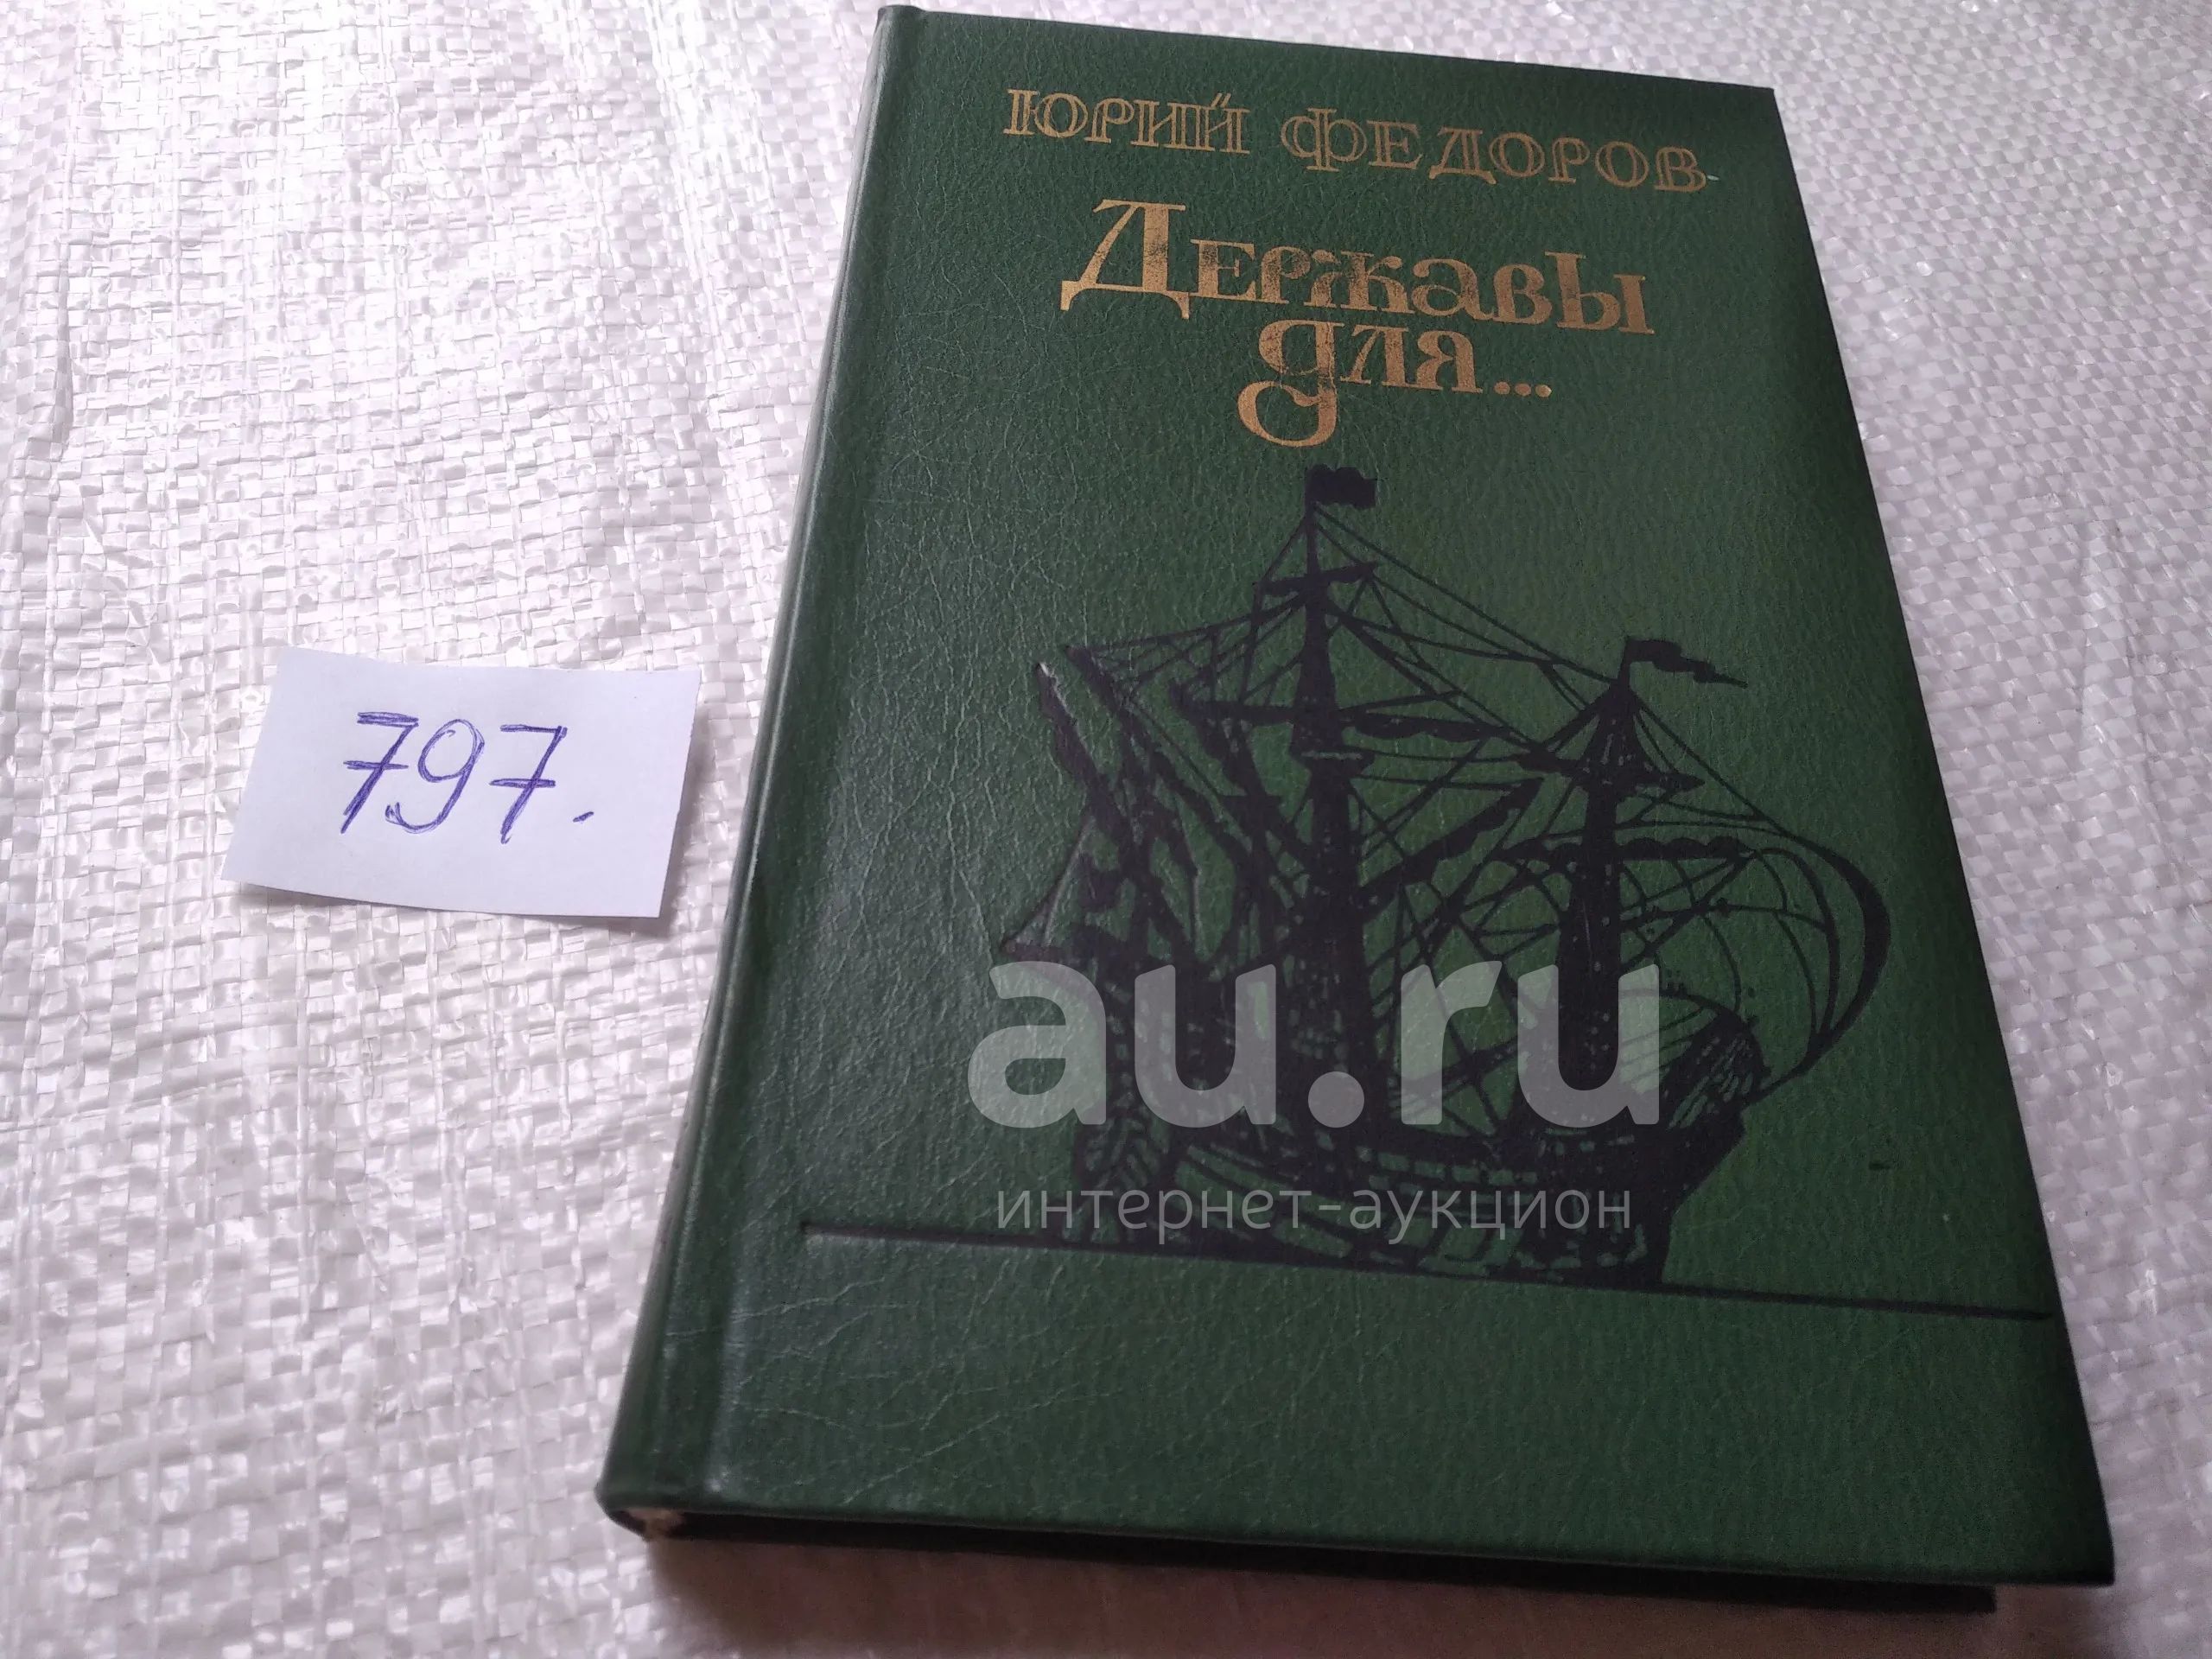 ЮРИЙ ФЕДОРОВ
Державы
для...
797.
au.ru
интернет-аукцион